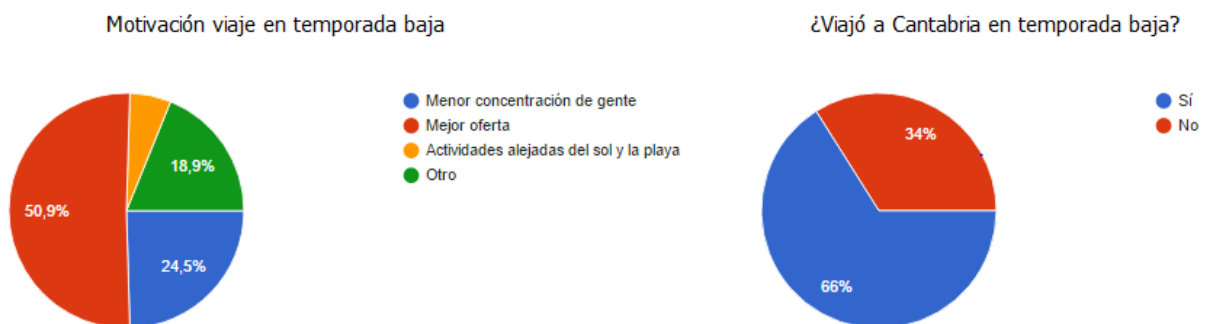 Motivación viaje en temporada baja
Menor concentración de gente
Mejor oferta
Actividades alejadas del sol y la playa
Otro
18,9%
50,9%
24,5%
¿Viajó a Cantabria en temporada baja?
Sí
No
34%
66%